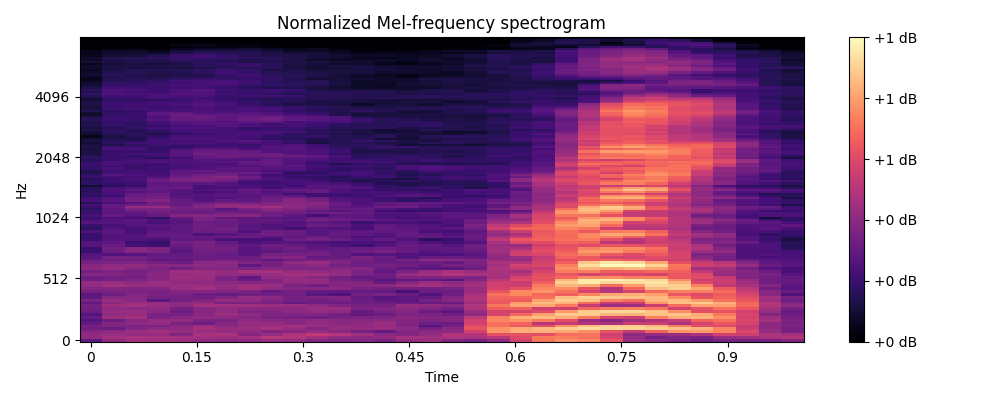 Normalized Mel-frequency spectrogram
Hz
4096
2048
1024
512
0
0
0.15
0.3
0.45
0.6
0.75
0.9
Time
+1 dB
+1 dB
+1 dB
+0 dB
+0 dB
+0 dB